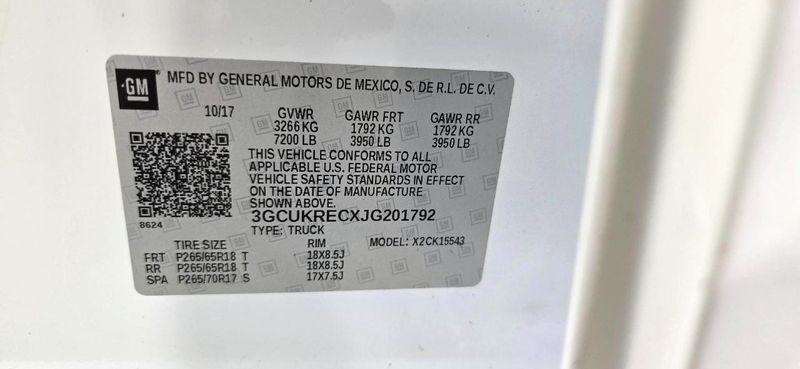 GM
MFD BY GENERAL MOTORS DE MEXICO, S. DE R.L. DE C.V.
10/17 GVWR GAWR FRT GAWR RR
3266 KG 1792 KG 1792 KG
7200 LB 3950 LB 3950 LB
THIS VEHICLE CONFORMS TO ALL
APPLICABLE U.S. FEDERAL MOTOR
VEHICLE SAFETY STANDARDS IN EFFECT
ON THE DATE OF MANUFACTURE
SHOWN ABOVE.
8624
3GCUKRECXJG201792
TYPE: TRUCK MODEL: X2CK15543
TIRE SIZE RIM
FRT P265/65R18 T 18X8.5J
RR P265/65R18 T 18X8.5J
SPA P265/70R17 S 17X7.5J